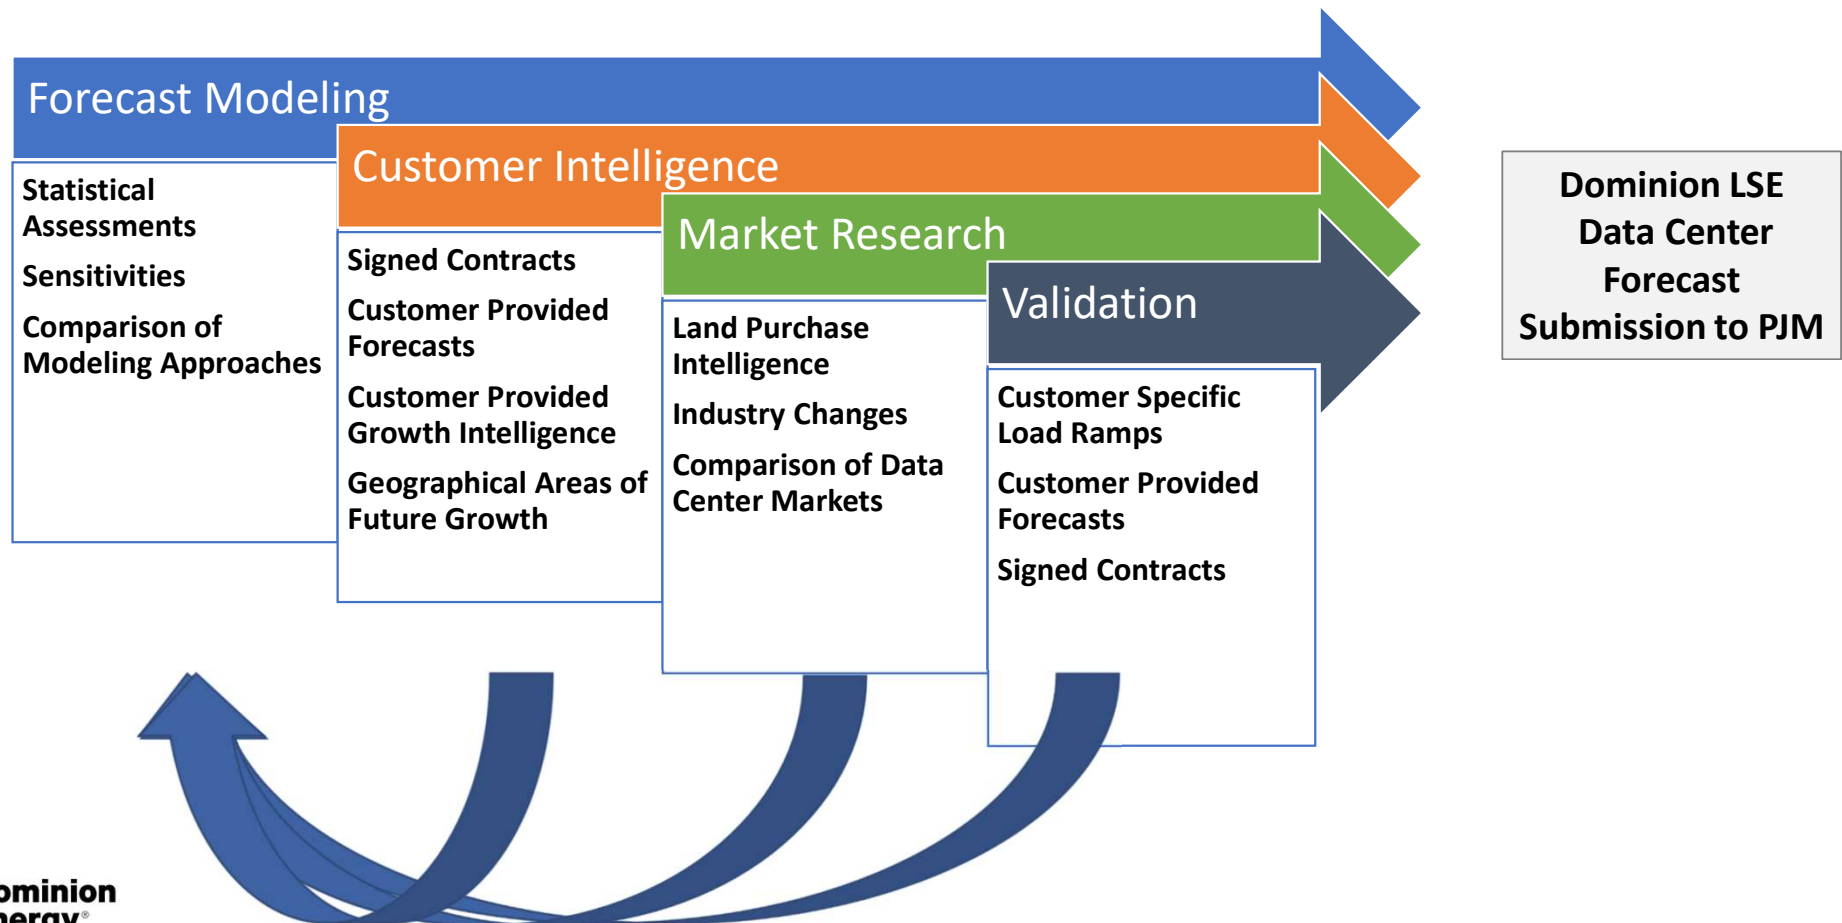 Forecast Modeling
Statistical
Assessments
Sensitivities
Comparison of
Modeling Approaches
Customer Intelligence
Signed Contracts
Customer Provided
Forecasts
Customer Provided
Growth Intelligence
Geographical Areas of
Future Growth
Market Research
Land Purchase
Intelligence
Industry Changes
Comparison of Data
Center Markets
Validation
Customer Specific
Load Ramps
Customer Provided
Forecasts
Signed Contracts
Dominion LSE
Data Center
Forecast
Submission to PJM
ominion
nergy®